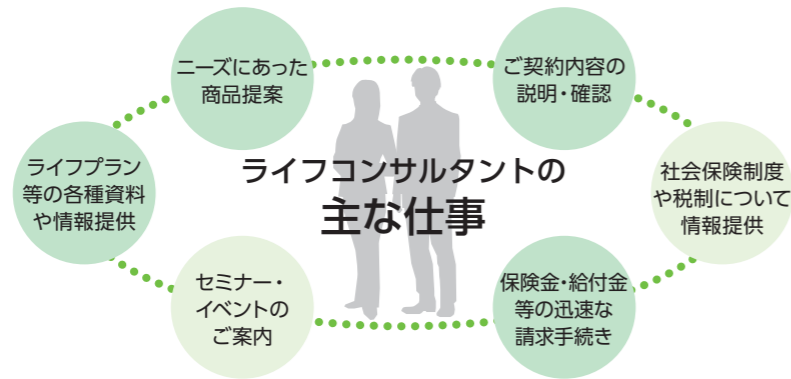 ライフコンサルタントの
主な仕事
ニーズにあった
商品提案
ご契約内容の
説明・確認
社会保険制度
や税制について
情報提供
保険金・給付金
等の迅速な
請求手続き
セミナー・
イベントの
ご案内
ライフプラン
等の各種資料
や情報提供